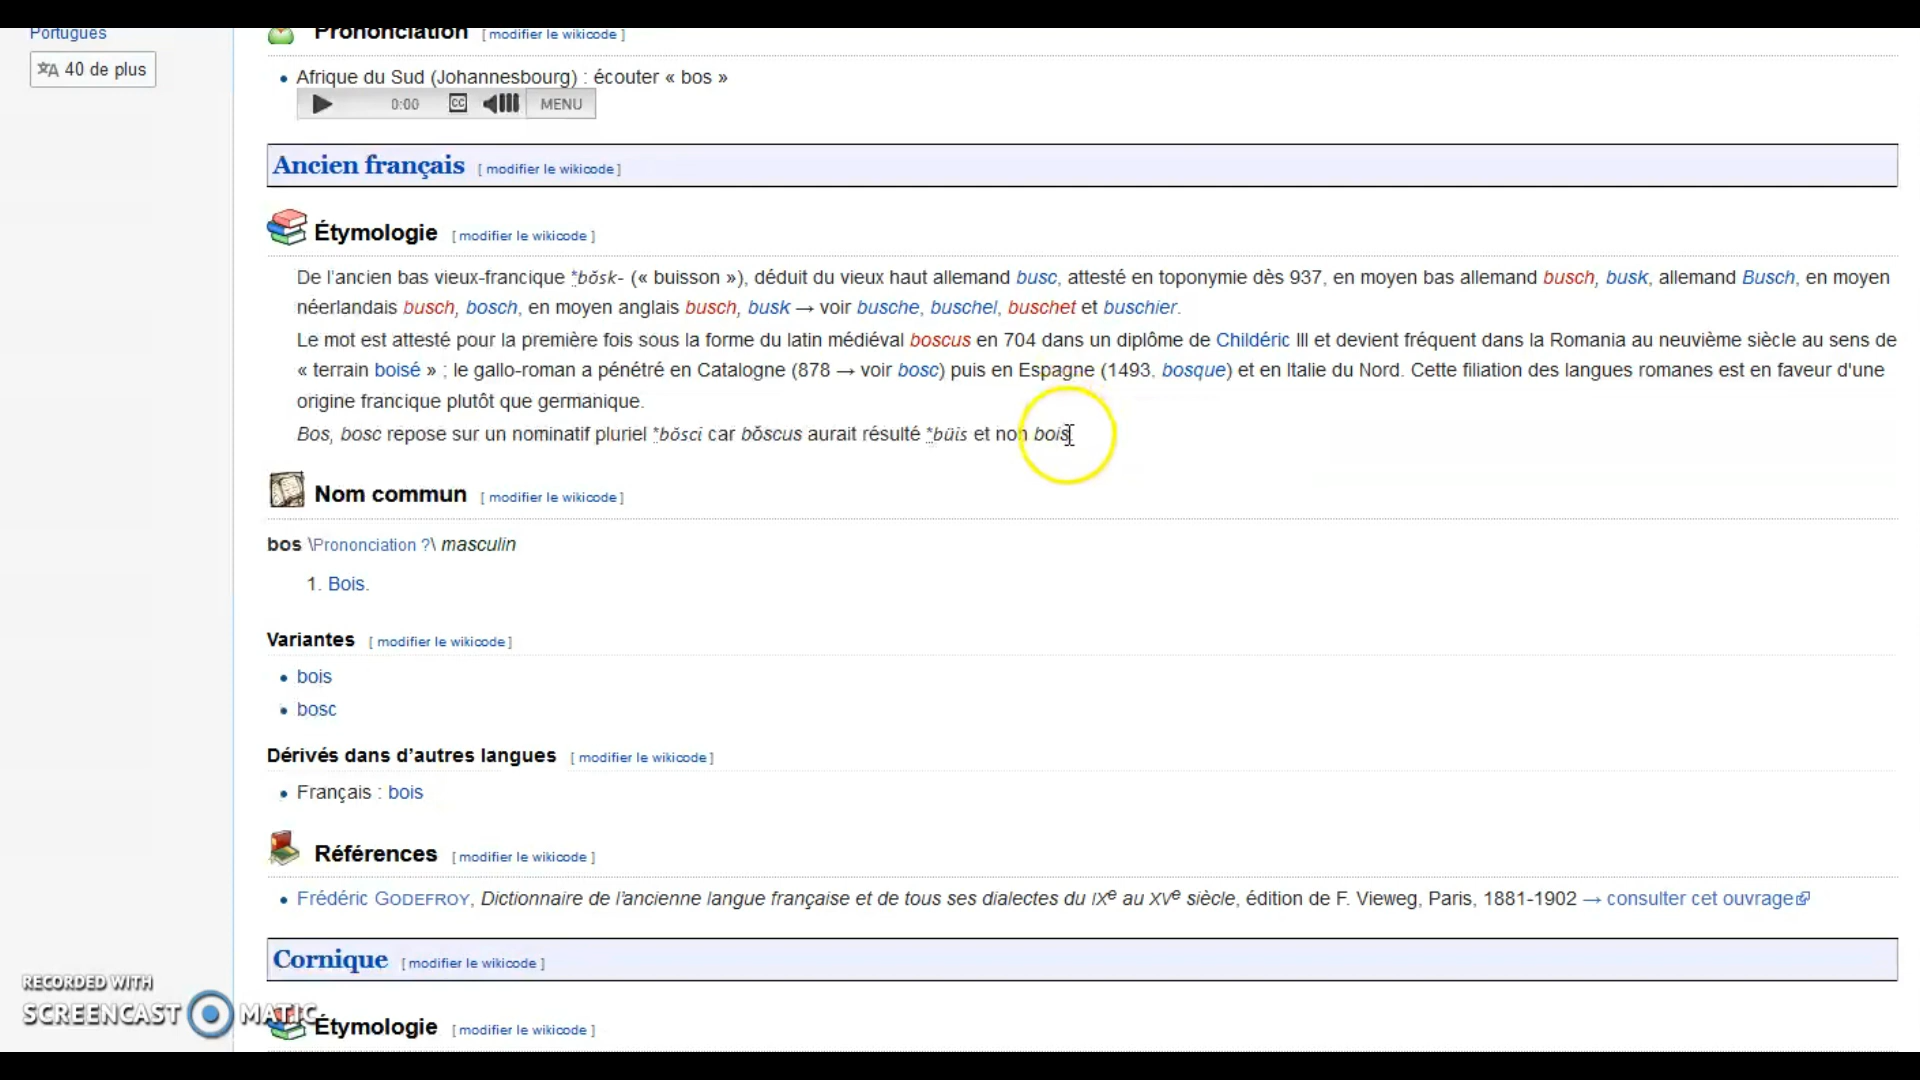 Português
40 de plus
Prononciation [ modifier le wikicode ]
• Afrique du Sud (Johannesbourg) : écouter « bos »
0:00 CC MENU
Ancien français [ modifier le wikicode ]
Étymologie [ modifier le wikicode ]
De l'ancien bas vieux-francique *bŏsk- (« buisson »), déduit du vieux haut allemand busc, attesté en toponymie dès 937, en moyen bas allemand busch, busk, allemand Busch, en moyen
néerlandais busch, bosch, en moyen anglais busch, busk → voir busche, buschel, buschet et buschier.
Le mot est attesté pour la première fois sous la forme du latin médiéval boscus en 704 dans un diplôme de Childéric III et devient fréquent dans la Romania au neuvième siècle au sens de
« terrain boisé » ; le gallo-roman a pénétré en Catalogne (878 → voir bosc) puis en Espagne (1493, bosque) et en Italie du Nord. Cette filiation des langues romanes est en faveur d'une
origine francique plutôt que germanique.
Bos, bosc repose sur un nominatif pluriel *bŏsci car bŏscus aurait résulté *büis et non bois
Nom commun [ modifier le wikicode ]
bos \Prononciation ?\ masculin
1. Bois.
Variantes [ modifier le wikicode ]
• bois
• bosc
Dérivés dans d’autres langues [ modifier le wikicode ]
• Français : bois
Références [ modifier le wikicode ]
• Frédéric GODEFROY, Dictionnaire de l’ancienne langue française et de tous ses dialectes du IXe au XVe siècle, édition de F. Vieweg, Paris, 1881-1902 → consulter cet ouvrage
Cornique [ modifier le wikicode ]
RECORDED WITH
SCREENCAST MATIC
Étymologie [ modifier le wikicode ]